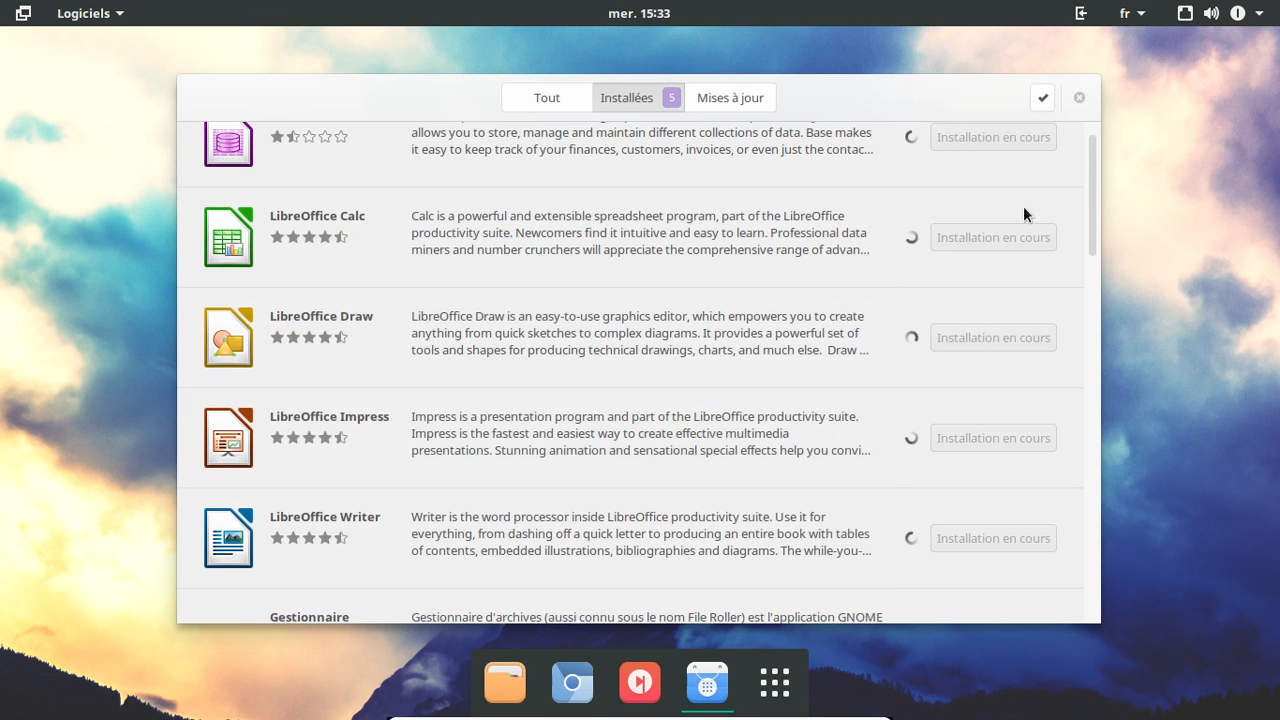 Logiciels
mer. 15:33
fr
Tout
Installées 5
Mises à jour
allows you to store, manage and maintain different collections of data. Base makes
it easy to keep track of your finances, customers, invoices, or even just the contac...
Installation en cours
LibreOffice Calc
Calc is a powerful and extensible spreadsheet program, part of the LibreOffice
productivity suite. Newcomers find it intuitive and easy to learn. Professional data
miners and number crunchers will appreciate the comprehensive range of advan...
Installation en cours
LibreOffice Draw
LibreOffice Draw is an easy-to-use graphics editor, which empowers you to create
anything from quick sketches to complex diagrams. It provides a powerful set of
tools and shapes for producing technical drawings, charts, and much else.  Draw ...
Installation en cours
LibreOffice Impress
Impress is a presentation program and part of the LibreOffice productivity suite.
Impress is the fastest and easiest way to create effective multimedia
presentations. Stunning animation and sensational special effects help you convi...
Installation en cours
LibreOffice Writer
Writer is the word processor inside LibreOffice productivity suite. Use it for
everything, from dashing off a quick letter to producing an entire book with tables
of contents, embedded illustrations, bibliographies and diagrams. The while-you-...
Installation en cours
Gestionnaire
Gestionnaire d'archives (aussi connu sous le nom File Roller) est l'application GNOME